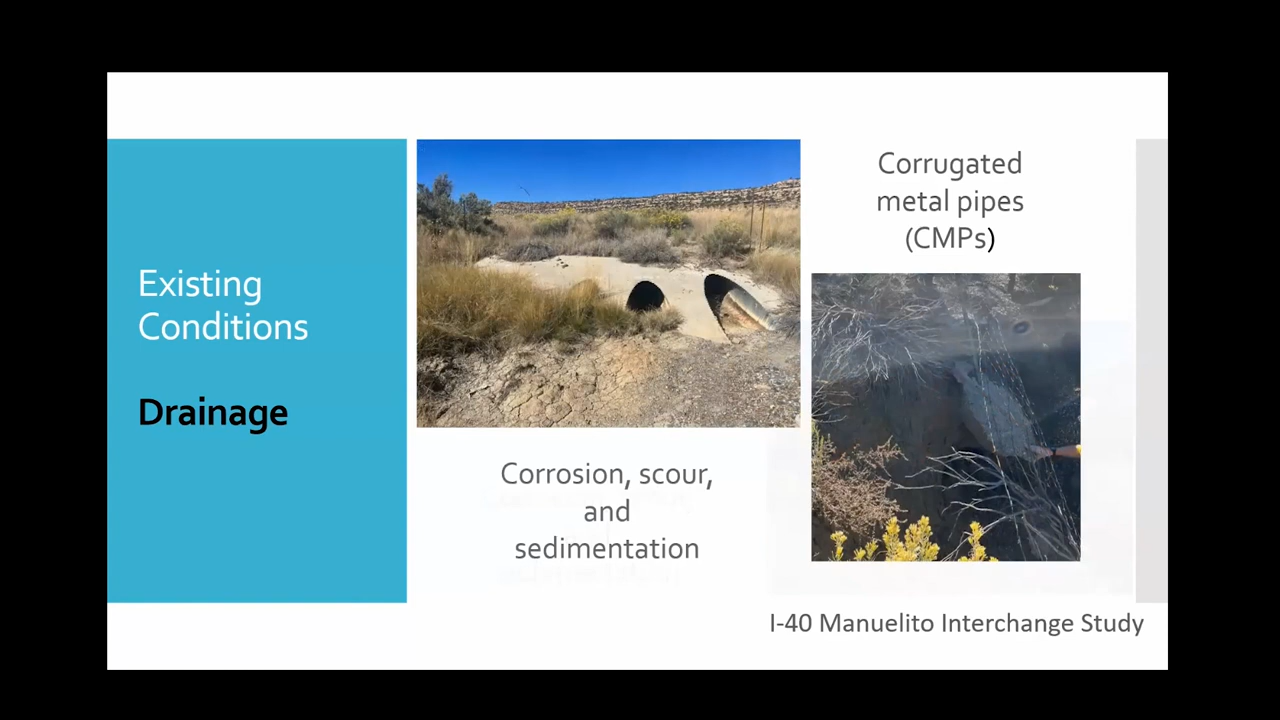 Existing
Conditions
Drainage
Corrosion, scour,
and
sedimentation
Corrugated
metal pipes
(CMPs)
I-40 Manuelito Interchange Study